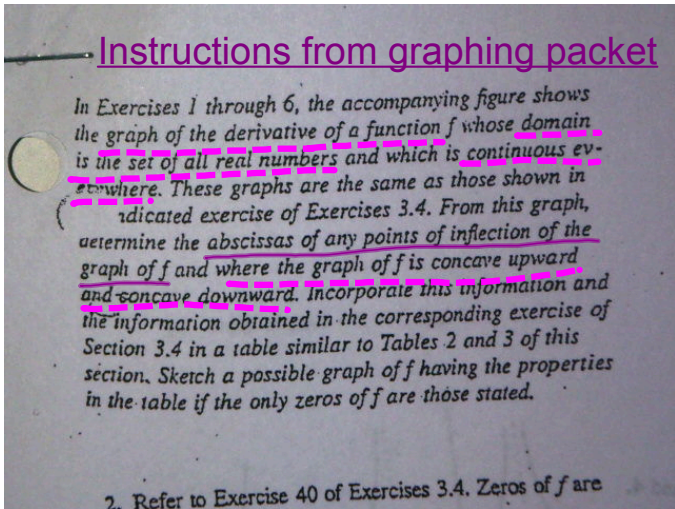 Instructions from graphing packet
In Exercises 1 through 6, the accompanying figure shows
the graph of the derivative of a function f whose domain
is the set of all real numbers and which is continuous ev-
erywhere. These graphs are the same as those shown in
dicated exercise of Exercises 3.4. From this graph,
determine the abscissas of any points of inflection of the
graph of f and where the graph of f is concave upward
and concave downward. Incorporate this information and
the information obtained in the corresponding exercise of
Section 3.4 in a table similar to Tables 2 and 3 of this
section. Sketch a possible graph of f having the properties
in the table if the only zeros of f are those stated.
2. Refer to Exercise 40 of Exercises 3.4. Zeros of f are